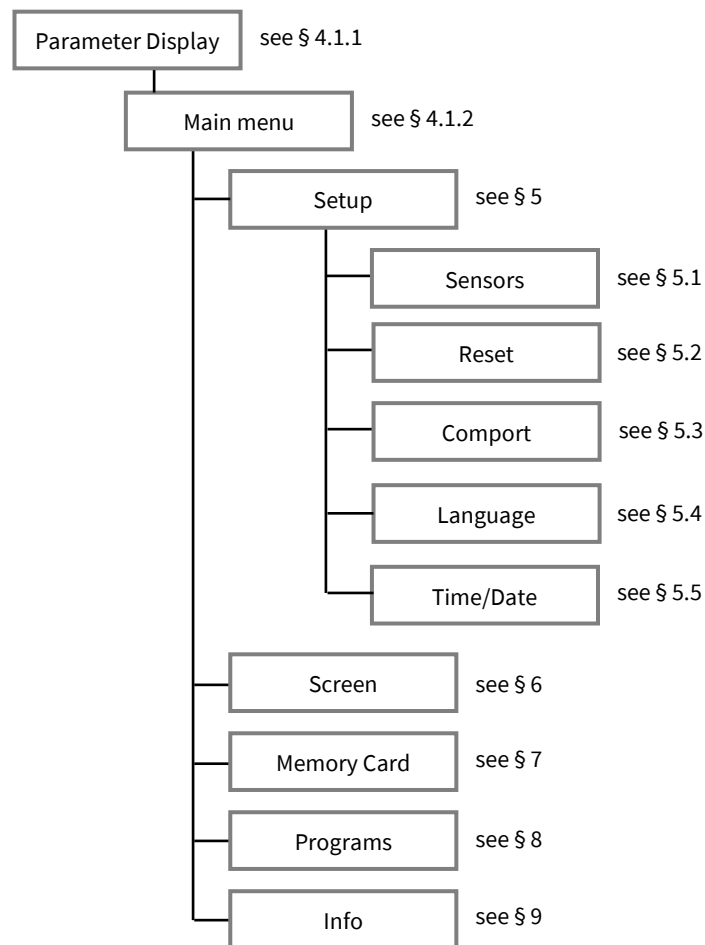 Parameter Display see § 4.1.1
Main menu see § 4.1.2
Setup see § 5
Sensors see § 5.1
Reset see § 5.2
Comport see § 5.3
Language see § 5.4
Time/Date see § 5.5
Screen see § 6
Memory Card see § 7
Programs see § 8
Info see § 9